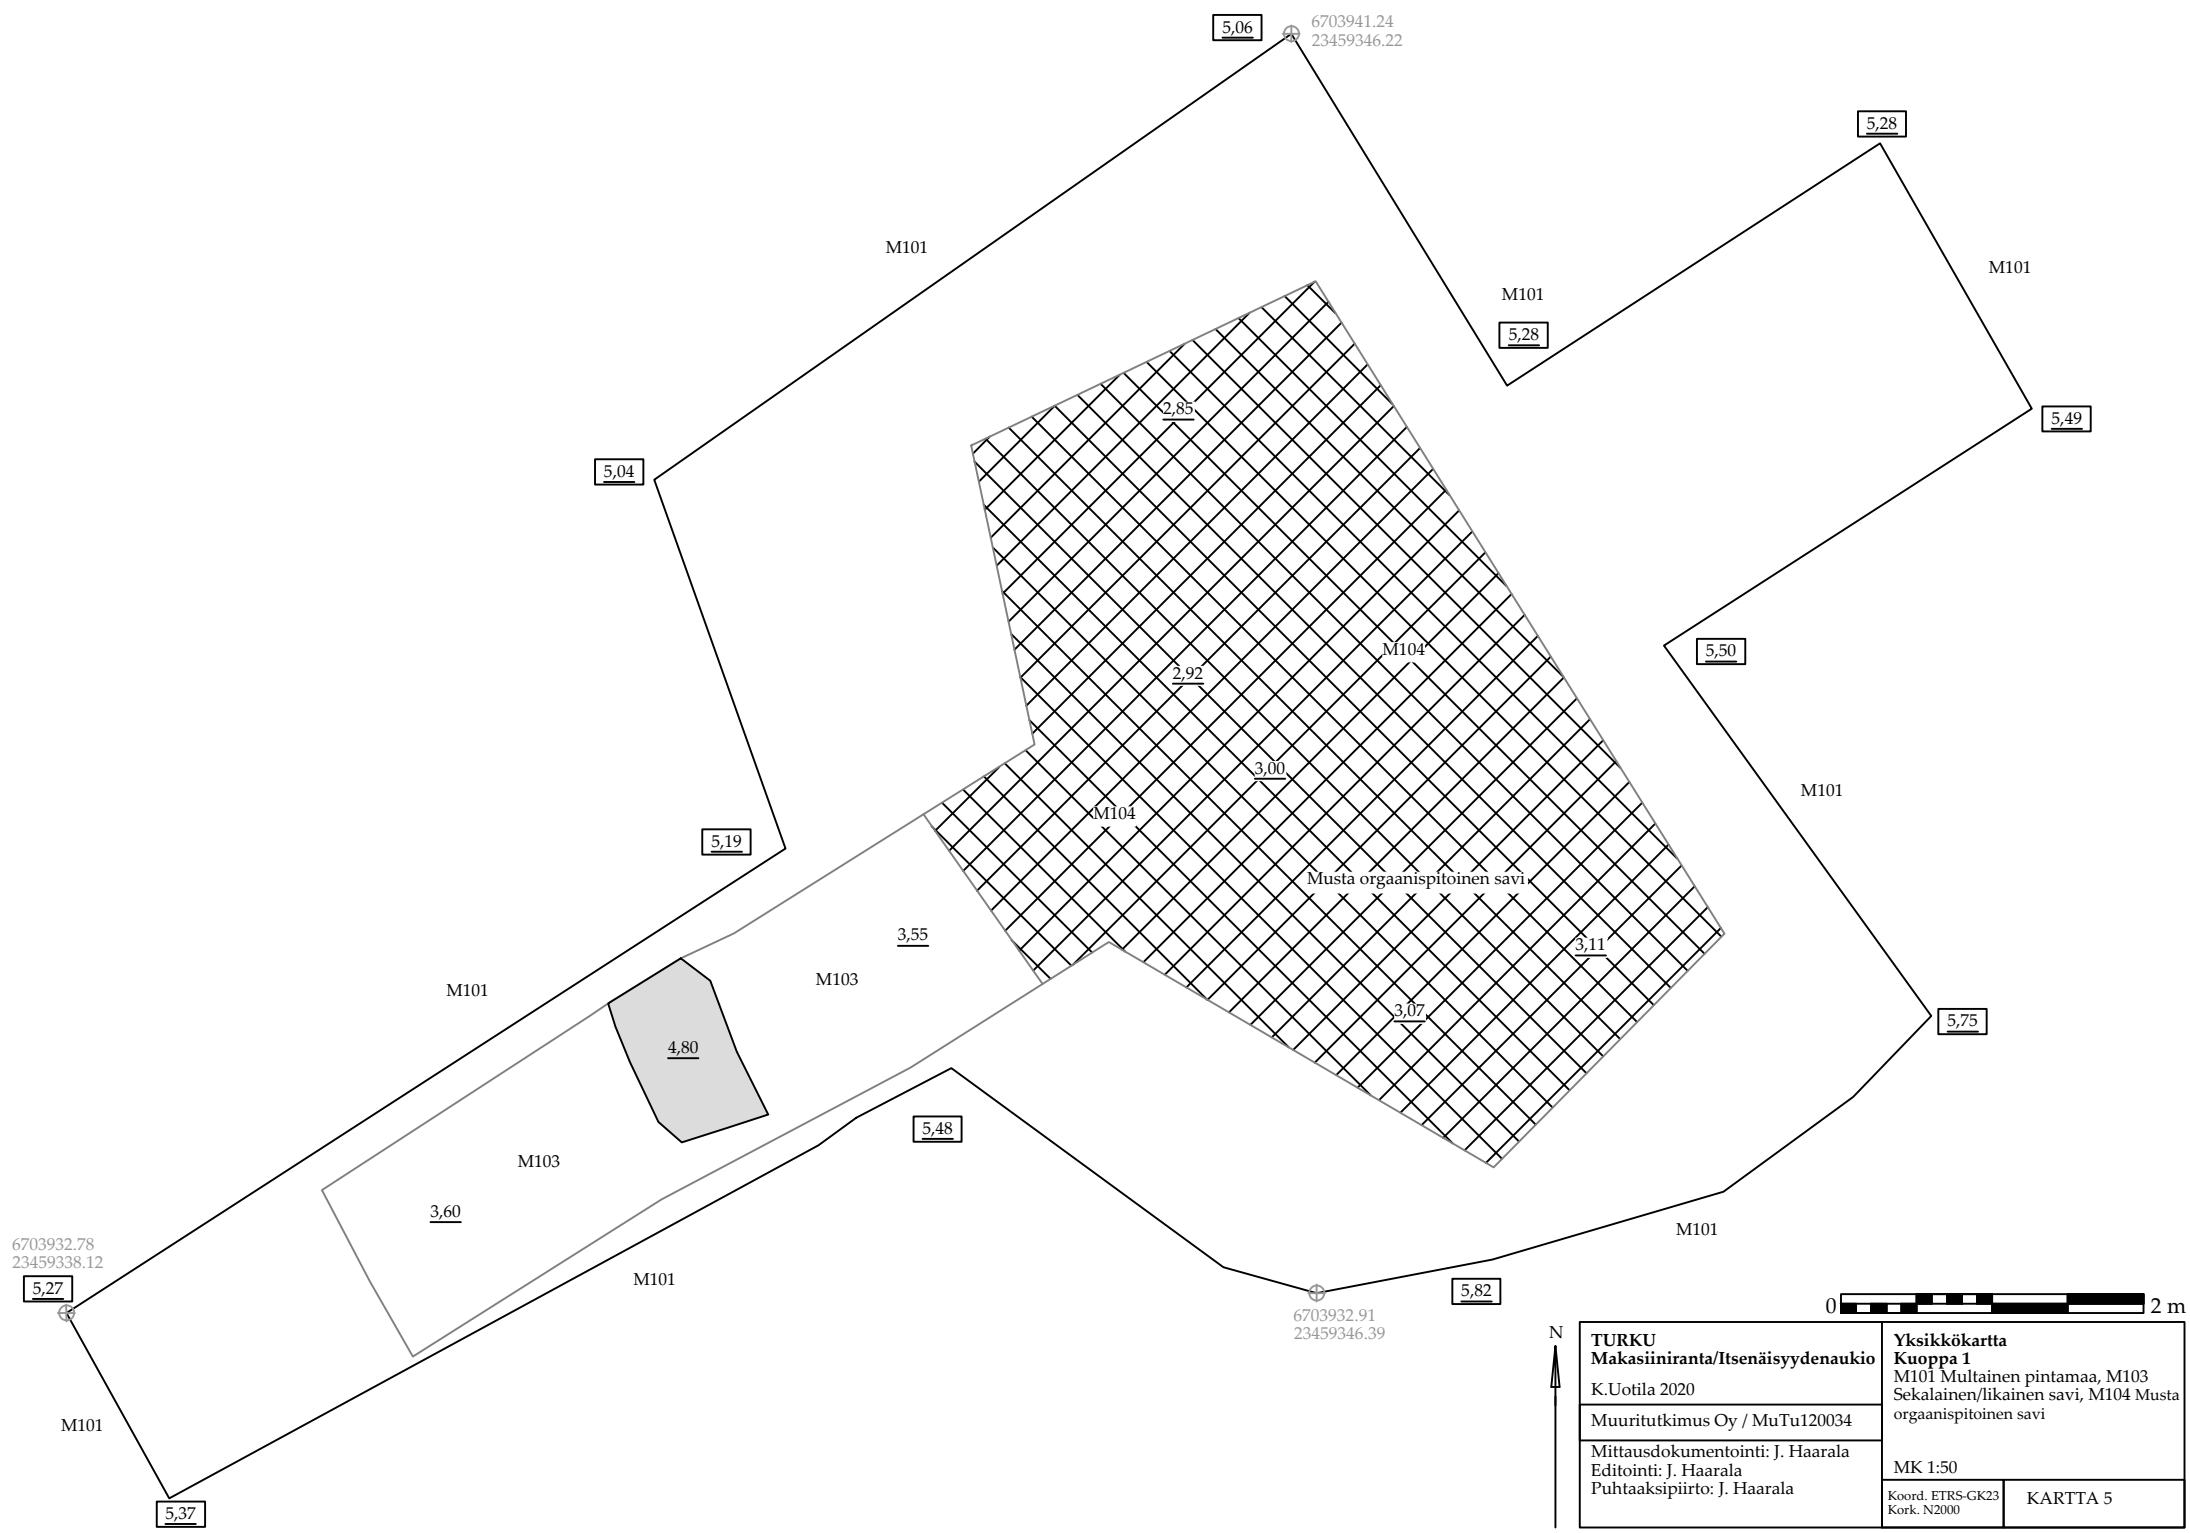 5,06
6703941.24
23459346.22
5,28
M101
M101
M101
5,28
2,85
5,49
5,04
M104
5,50
2,92
3,00
M101
M104
5,19
Musta orgaanispitoinen savi
3,55
3,11
M103
M101
3,07
5,75
4,80
5,48
M103
3,60
M101
6703932.78
23459338.12
5,27
M101
5,82
6703932.91
23459346.39
M101
5,37
0
2 m
N
TURKU
Makasiiniranta/Itsenäisyydenaukio
K.Uotila 2020
Muuritutkimus Oy / MuTu120034
Mittausdokumentointi: J. Haarala
Editointi: J. Haarala
Puhtaaksipiirto: J. Haarala
Yksikkökartta
Kuoppa 1
M101 Multainen pintamaa, M103
Sekalainen/likainen savi, M104 Musta
orgaanispitoinen savi
MK 1:50
Koord. ETRS-GK23
Kork. N2000
KARTTA 5